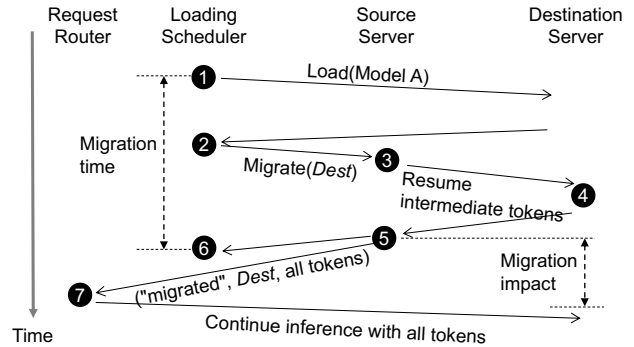 Request Router
Loading Scheduler
Source Server
Destination Server
1
Load(Model A)
Migration time
2
Migrate(Dest)
3
Resume intermediate tokens
4
5
6
("migrated", Dest, all tokens)
Migration impact
7
Continue inference with all tokens
Time